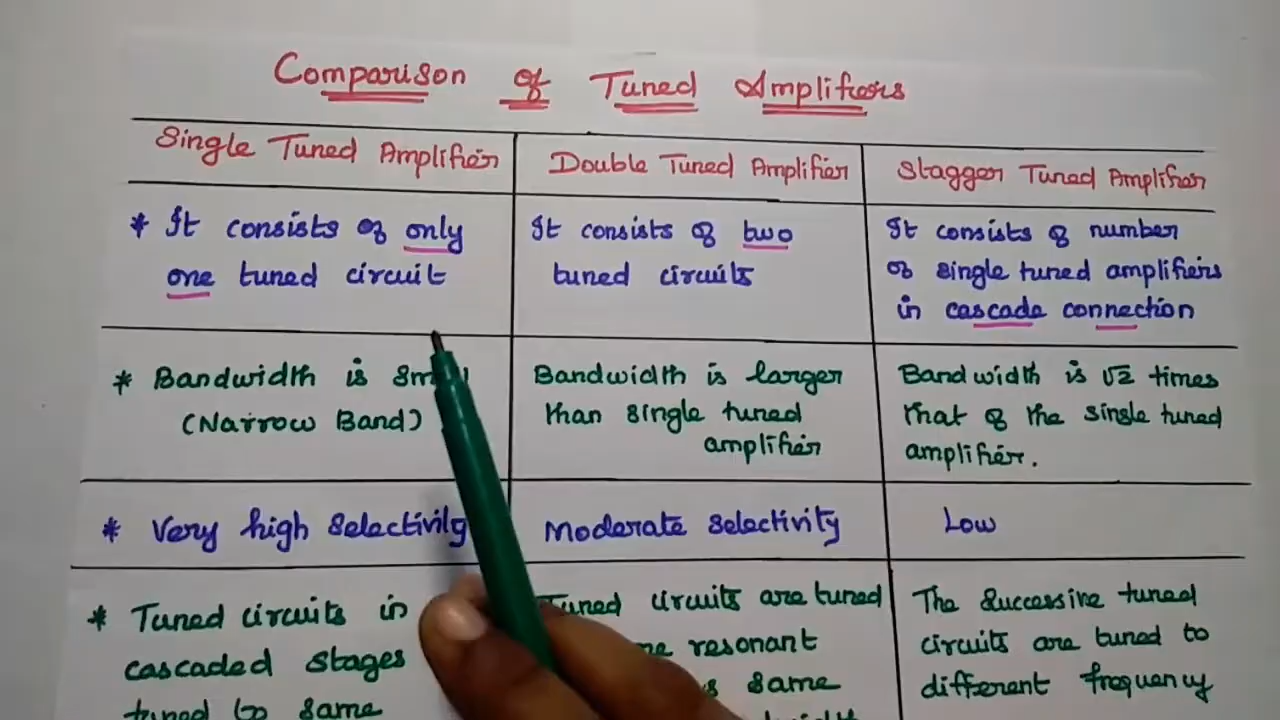 Comparison of Tuned Amplifiers
Single Tuned Amplifier
Double Tuned Amplifier
Stagger Tuned Amplifier
* It consists of only
one tuned circuit
It consists of two
tuned circuits
It consists of number
of single tuned amplifiers
in cascade connection
* Bandwidth is
(Narrow Band)
Bandwidth is larger
than single tuned
amplifier
Bandwidth is √2 times
that of the single tuned
amplifier.
* Very high selectivity
Moderate selectivity
Low
* Tuned circuits in
cascaded stages
tuned to same
Tuned circuits are tuned
resonant
same
The successive tuned
circuits are tuned to
different frequency